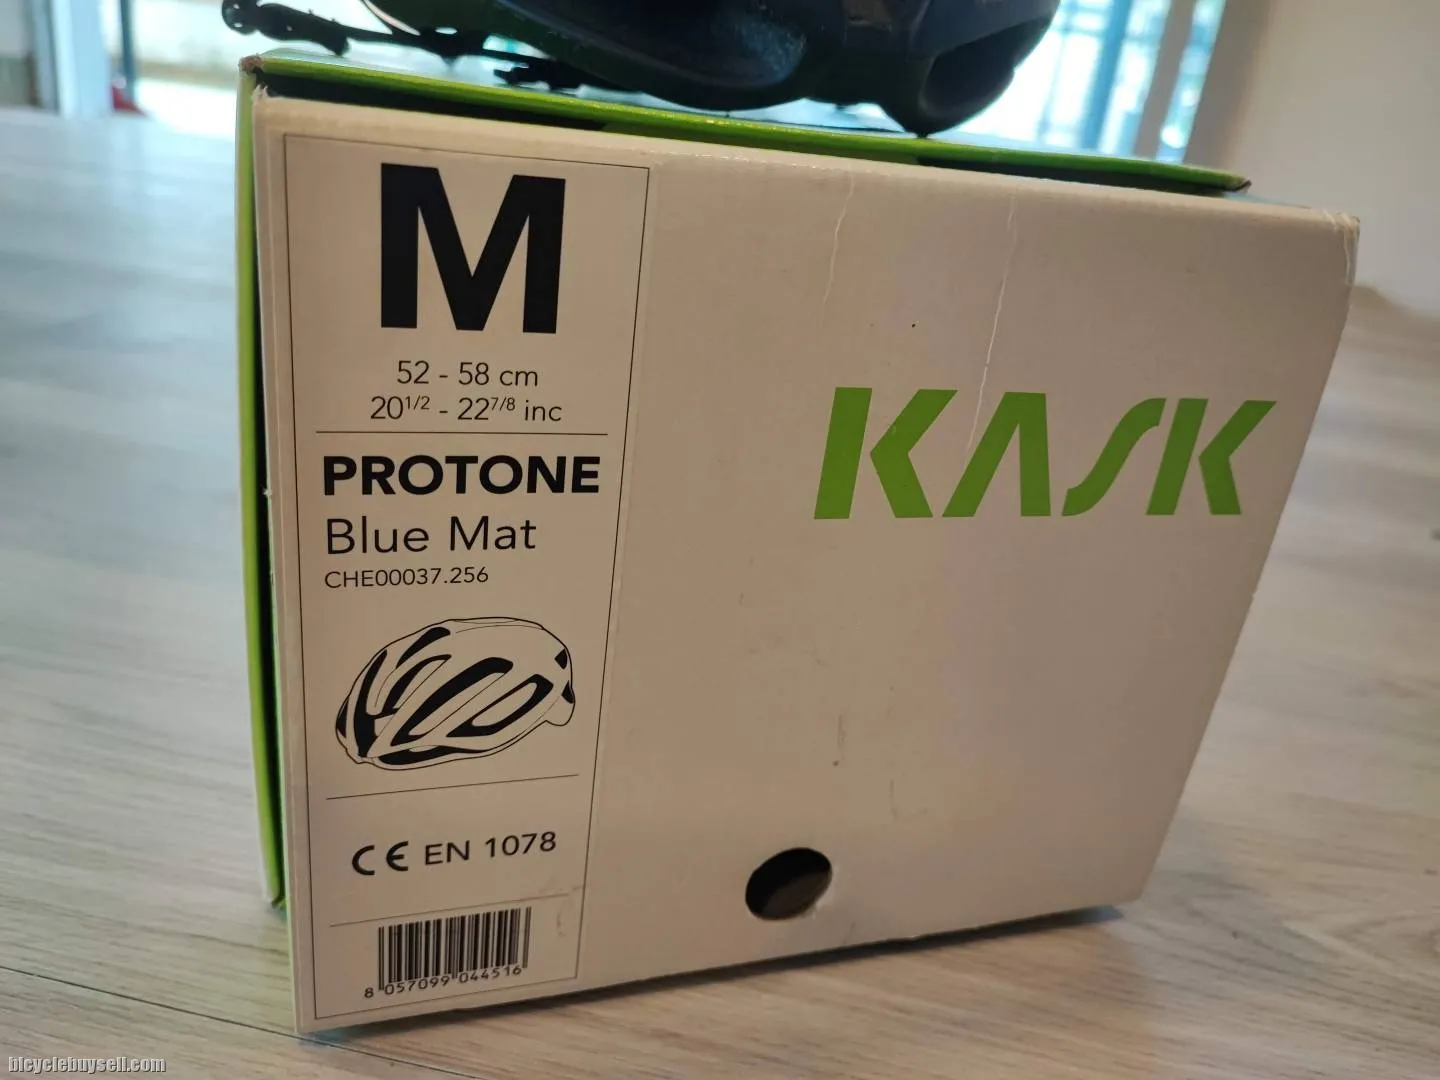 M
52 - 58 cm
20 1/2 - 22 7/8 inc
PROTONE
Blue Mat
CHE00037.256
CE EN 1078
8 057099 044516
KASK
bicyclebuysell.com